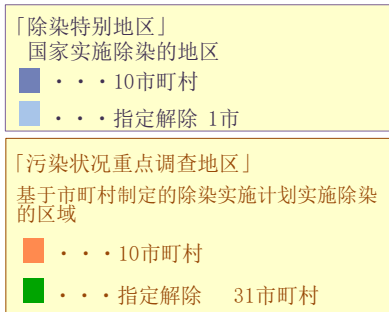 「除染特别地区」
国家实施除染的地区
・・・10市町村
・・・指定解除 1市
「污染状况重点调查地区」
基于市町村制定的除染实施计划实施除染
的区域
・・・10市町村
・・・指定解除 31市町村